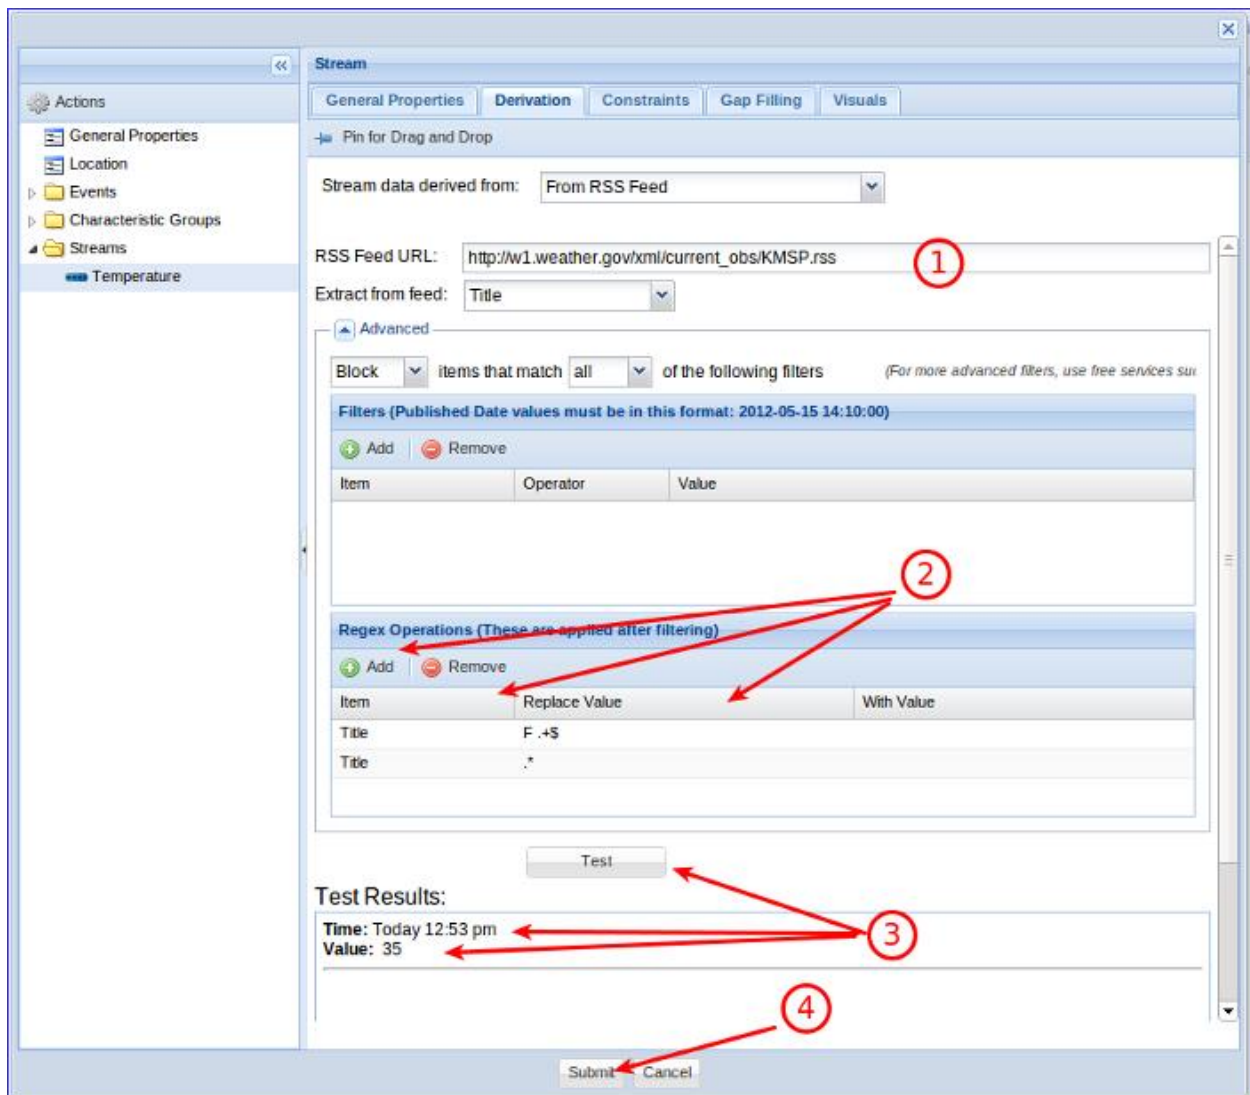 Stream
Actions
General Properties
Location
Events
Characteristic Groups
Streams
Temperature
General Properties Derivation Constraints Gap Filling Visuals
Pin for Drag and Drop
Stream data derived from: From RSS Feed
RSS Feed URL: http://w1.weather.gov/xml/current_obs/KMSP.rss
1
Extract from feed: Title
Advanced
Block items that match all of the following filters (For more advanced filters, use free services
Filters (Published Date values must be in this format: 2012-05-15 14:10:00)
Add Remove
Item Operator Value
2
Regex Operations (These are applied after filtering)
Add Remove
Item Replace Value With Value
Title F .+$
Title .*
Test
Test Results:
Time: Today 12:53 pm
Value: 35
3
4
Submit Cancel